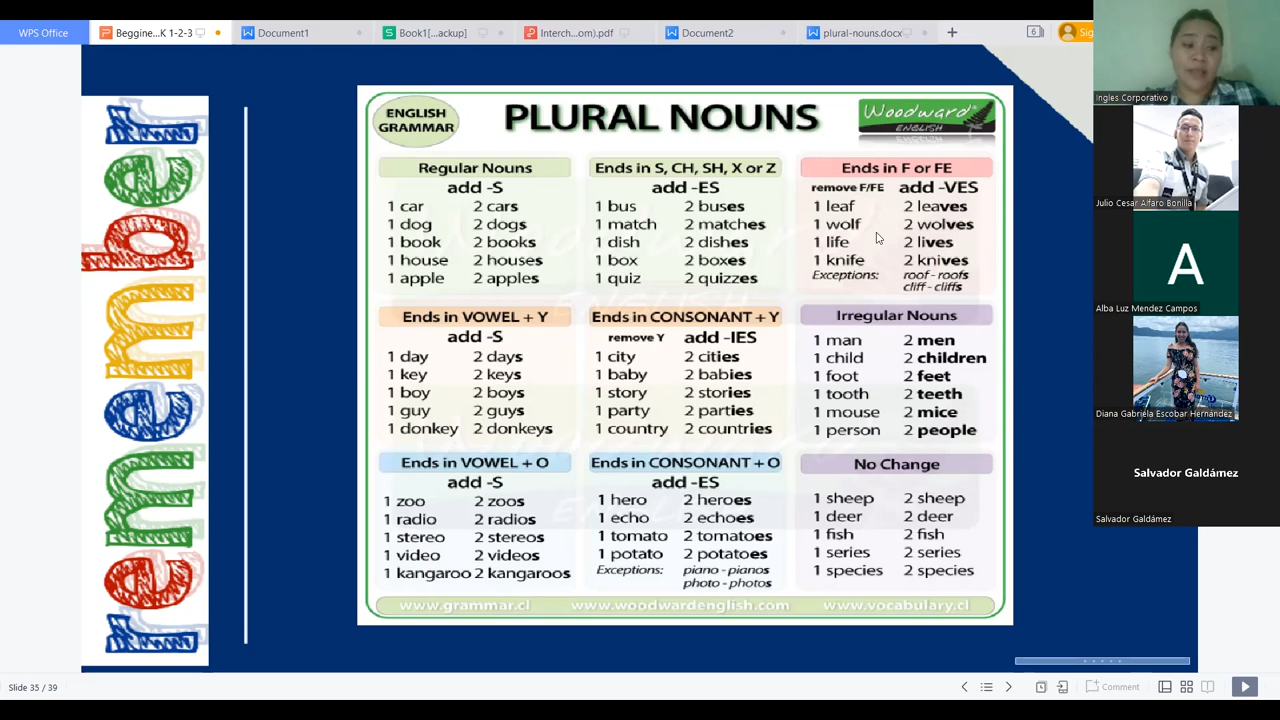 WPS Office
Beggine...K 1-2-3
Document1
Book1[...ackup]
Interch...om).pdf
Document2
plural-nouns.docx
6
Sig
remember
ENGLISH
GRAMMAR
PLURAL NOUNS
Woodward
ENGLISH
Regular Nouns
add -S
1 car 2 cars
1 dog 2 dogs
1 book 2 books
1 house 2 houses
1 apple 2 apples
Ends in S, CH, SH, X or Z
add -ES
1 bus 2 buses
1 match 2 matches
1 dish 2 dishes
1 box 2 boxes
1 quiz 2 quizzes
Ends in F or FE
remove F/FE add -VES
1 leaf 2 leaves
1 wolf 2 wolves
1 life 2 lives
1 knife 2 knives
Exceptions: roof - roofs
cliff - cliffs
Ends in VOWEL + Y
add -S
1 day 2 days
1 key 2 keys
1 boy 2 boys
1 guy 2 guys
1 donkey 2 donkeys
Ends in CONSONANT + Y
remove Y add -IES
1 city 2 cities
1 baby 2 babies
1 story 2 stories
1 party 2 parties
1 country 2 countries
Irregular Nouns
1 man 2 men
1 child 2 children
1 foot 2 feet
1 tooth 2 teeth
1 mouse 2 mice
1 person 2 people
Ends in VOWEL + O
add -S
1 zoo 2 zoos
1 radio 2 radios
1 stereo 2 stereos
1 video 2 videos
1 kangaroo 2 kangaroos
Ends in CONSONANT + O
add -ES
1 hero 2 heroes
1 echo 2 echoes
1 tomato 2 tomatoes
1 potato 2 potatoes
Exceptions: piano - pianos
photo - photos
No Change
1 sheep 2 sheep
1 deer 2 deer
1 fish 2 fish
1 series 2 series
1 species 2 species
www.grammar.cl www.woodwardenglish.com www.vocabulary.cl
Ingles Corporativo
Julio Cesar Alfaro Bonilla
A
Alba Luz Mendez Campos
Diana Gabriela Escobar Hernández
Salvador Galdámez
Salvador Galdámez
Slide 35 / 39
Comment